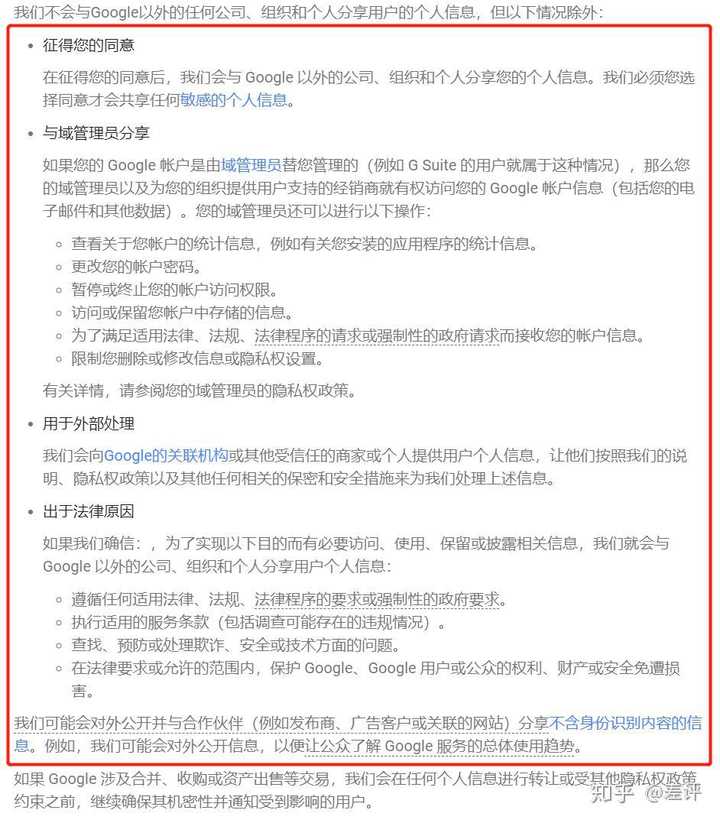 我们不会与Google以外的任何公司、组织和个人分享用户的个人信息，但以下情况除外：
• 征得您的同意
在征得您的同意后，我们会与 Google 以外的公司、组织和个人分享您的个人信息。我们必须您选
择同意才会共享任何敏感的个人信息。
• 与域管理员分享
如果您的 Google 帐户是由域管理员替您管理的（例如 G Suite 的用户就属于这种情况），那么您
的域管理员以及为您的组织提供用户支持的经销商就有权访问您的 Google 帐户信息（包括您的电
子邮件和其他数据）。您的域管理员还可以进行以下操作：
◦ 查看关于您帐户的统计信息，例如有关您安装的应用程序的统计信息。
◦ 更改您的帐户密码。
◦ 暂停或终止您的帐户访问权限。
◦ 访问或保留您帐户中存储的信息。
◦ 为了满足适用法律、法规、法律程序的请求或强制性的政府请求而接收您的帐户信息。
◦ 限制您删除或修改信息或隐私权设置。
有关详情，请参阅您的域管理员的隐私权政策。
• 用于外部处理
我们会向Google的关联机构或其他受信任的商家或个人提供用户个人信息，让他们按照我们的说
明、隐私权政策以及其他任何相关的保密和安全措施来为我们处理上述信息。
• 出于法律原因
如果我们确信：，为了实现以下目的而有必要访问、使用、保留或披露相关信息，我们就会与
Google 以外的公司、组织和个人分享用户个人信息：
◦ 遵循任何适用法律、法规、法律程序的要求或强制性的政府要求。
◦ 执行适用的服务条款（包括调查可能存在的违规情况）。
◦ 查找、预防或处理欺诈、安全或技术方面的问题。
◦ 在法律要求或允许的范围内，保护 Google、Google 用户或公众的权利、财产或安全免遭损
害。
我们可能会对外公开并与合作伙伴（例如发布商、广告客户或关联的网站）分享不含身份识别内容的信
息。例如，我们可能会对外公开信息，以便让公众了解 Google 服务的总体使用趋势。
如果 Google 涉及合并、收购或资产出售等交易，我们会在任何个人信息进行转让或受其他隐私权政策
约束之前，继续确保其机密性并通知受到影响的用户。
知乎 @差评